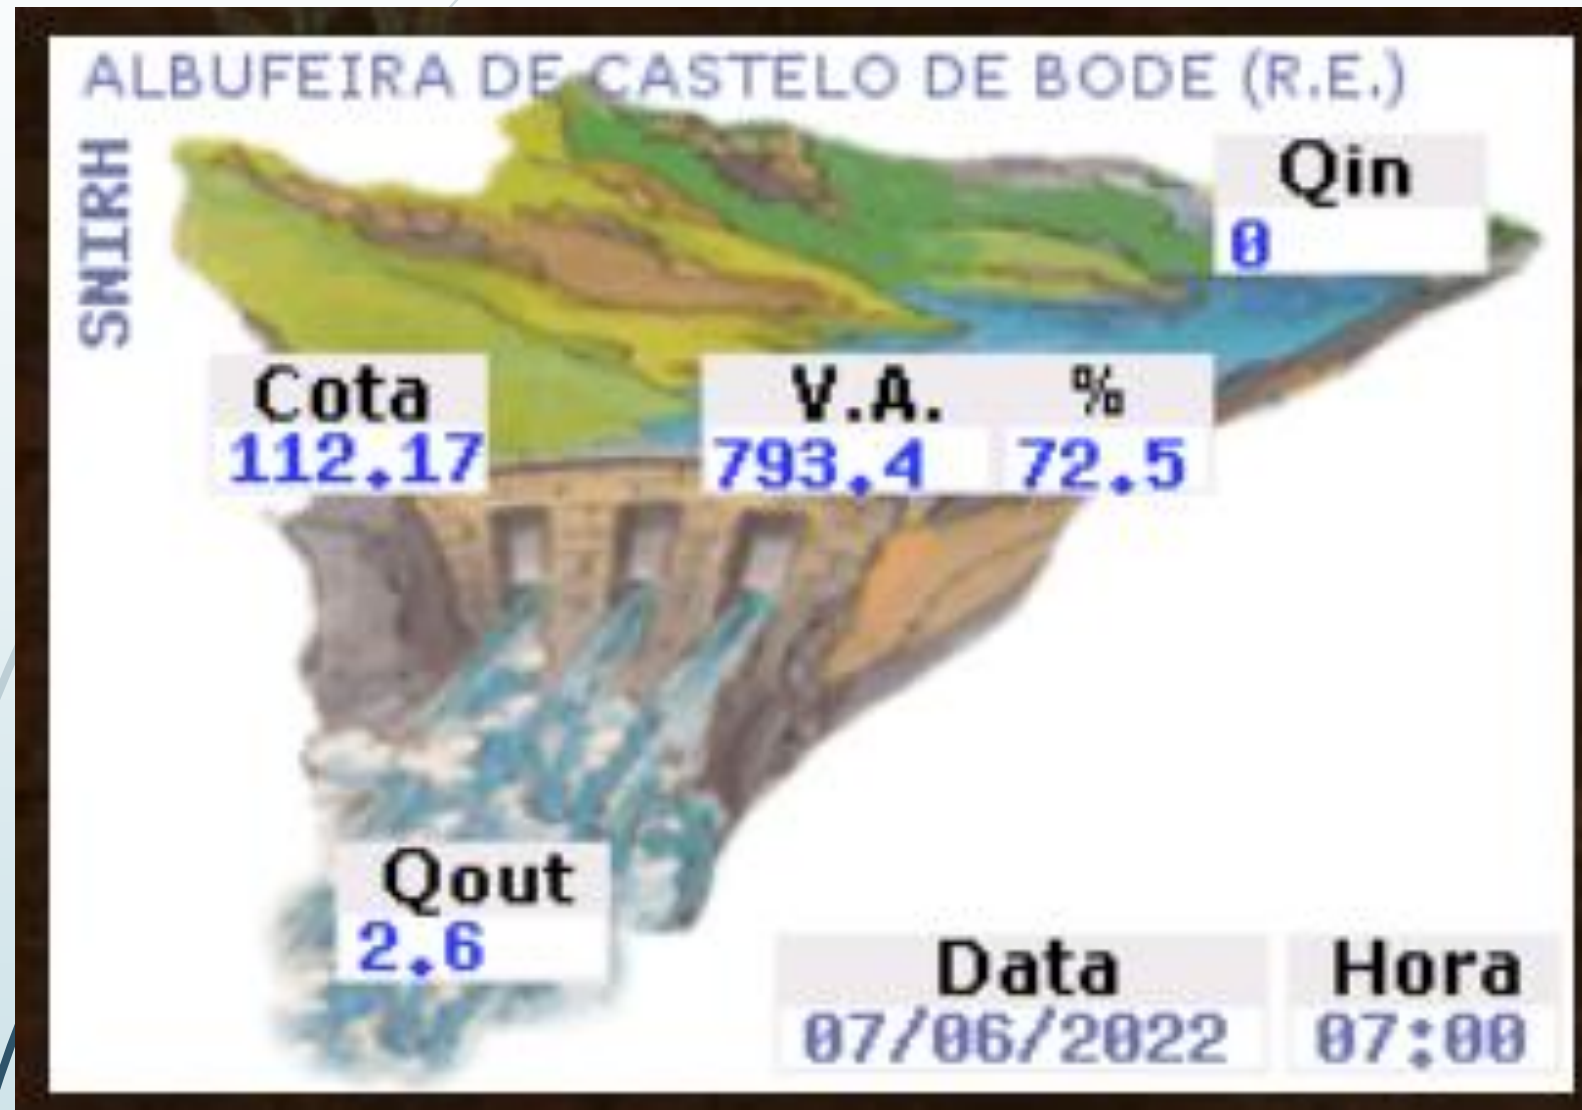 ALBUFEIRA DE CASTELO DE BODE (R.E.)
SNIRH
Qin
0
Cota
112.17
V.A. %
793.4 72.5
Qout
2.6
Data Hora
07/06/2022 07:00